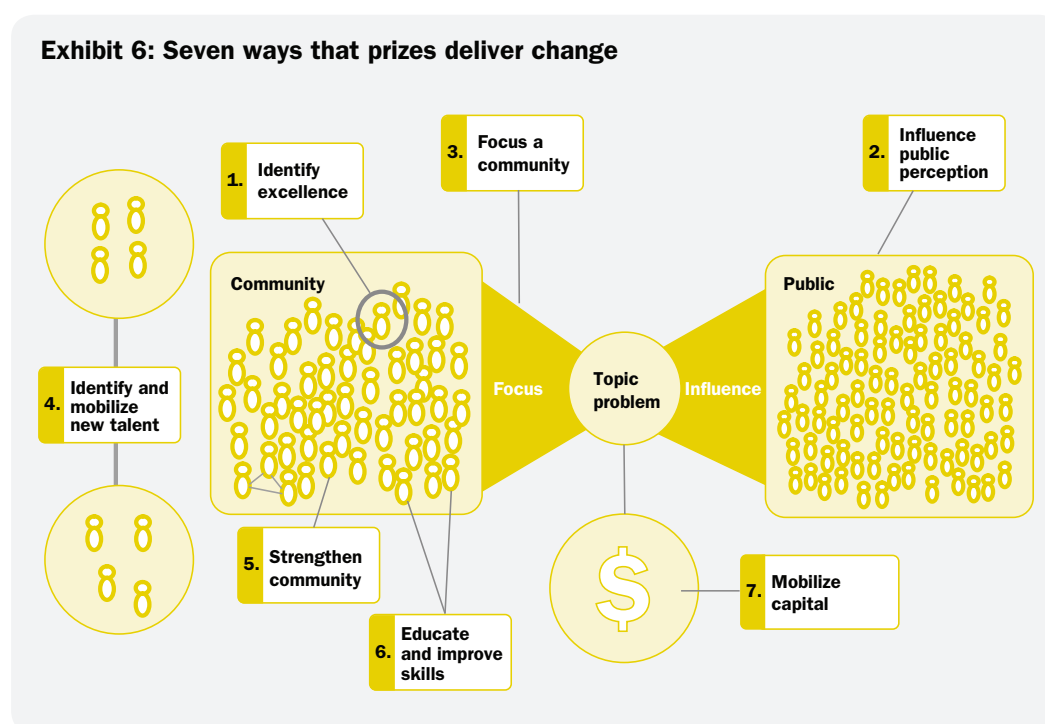 Exhibit 6: Seven ways that prizes deliver change
1. Identify
excellence
3. Focus a
community
2. Influence
public
perception
Community
Public
Focus
Topic
problem
Influence
4. Identify and
mobilize
new talent
5. Strengthen
community
6. Educate
and improve
skills
$
7. Mobilize
capital